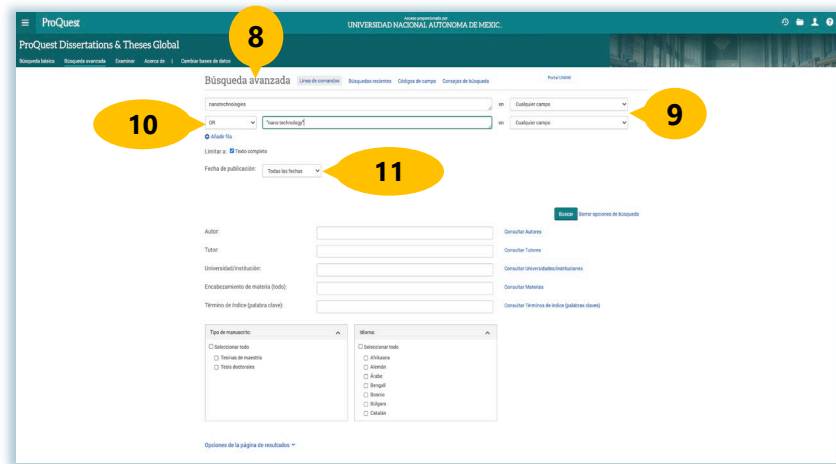 Acceso proporcionado por
ProQuest
UNIVERSIDAD NACIONAL AUTONOMA DE MEXIC..
ProQuest Dissertations & Theses Global
8
Búsqueda básica Búsqueda avanzada Examinar Acerca de | Cambiar bases de datos
Búsqueda avanzada Línea de comandos Búsquedas recientes Códigos de campo Consejos de búsqueda Portal UNAM
nanotechnologies en Cualquier campo
9
10
OR "nano technology" en Cualquier campo
Añadir fila
Limitar a: Texto completo
Fecha de publicación: Todas las fechas
11
Buscar Borrar opciones de búsqueda
Autor: Consultar Autores
Tutor: Consultar Tutores
Universidad/institución: Consultar Universidades/instituciones
Encabezamiento de materia (todo): Consultar Materias
Término de índice (palabra clave): Consultar Términos de índice (palabras claves)
Tipo de manuscrito: Idioma:
Seleccionar todo Seleccionar todo
Tesinas de maestría Afrikaans
Tesis doctorales Alemán
Árabe
Bengalí
Bosnio
Búlgaro
Catalán
Opciones de la página de resultados